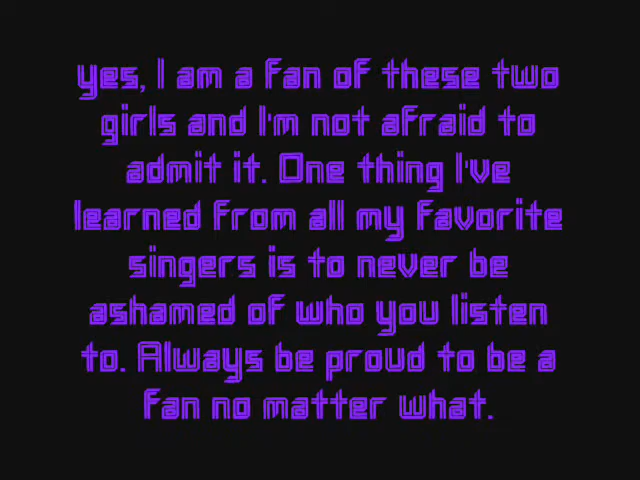 yes, I am a fan of these two
girls and I'm not afraid to
admit it. One thing I've
learned from all my favorite
singers is to never be
ashamed of who you listen
to. Always be proud to be a
fan no matter what.